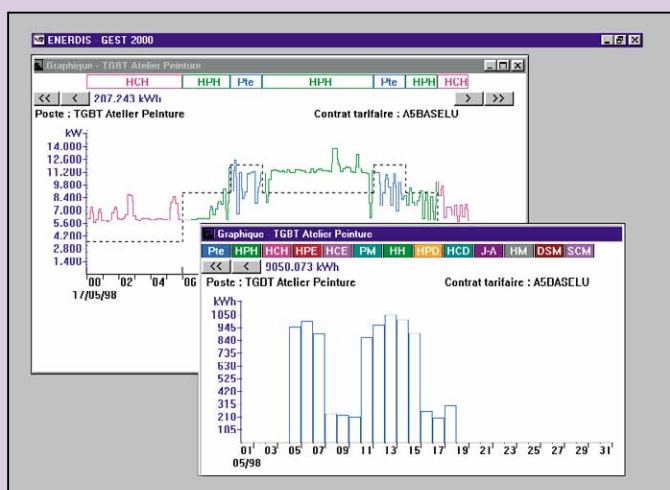 ENERDIS - GEST 2000
Graphique - TGBT Atelier Peinture
HCH HPH Pte HPH Pte HPH HCH
<< < 207.243 kWh > >>
Poste : TGBT Atelier Peinture Contrat tarifaire : A5BASELU
kW
14.000
12.600
11.200
9.800
8.400
7.000
5.600
4.200
2.800
1.400
00 02 04 06
17/05/98
Graphique - TGBT Atelier Peinture
Pte HPH HCH HPE HCE PM HH HPD HCD J-A HM DSM SCM
<< < 9050.073 kWh
Poste : TGDT Atelier Peinture Contrat tarifaire : A5DASELU
kWh
1050
945
840
735
630
525
420
315
210
105
01 03 05 07 09 11 13 15 17 19 21 23 25 27 29 31
05/98